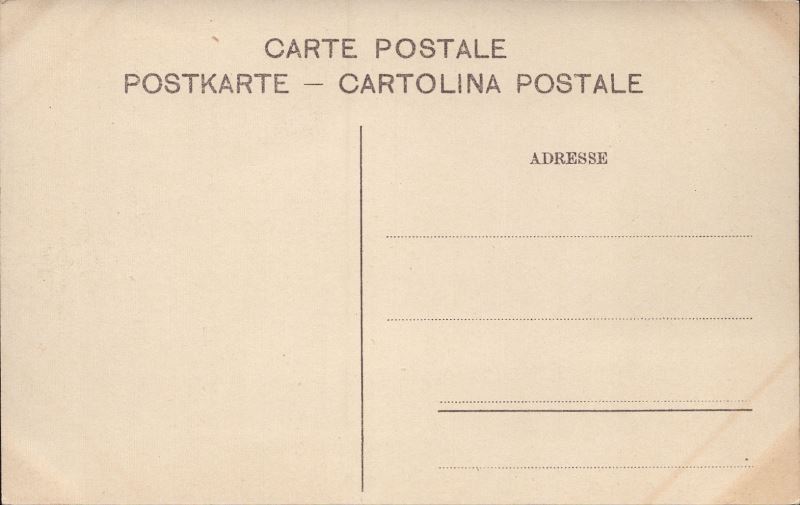 CARTE POSTALE
POSTKARTE — CARTOLINA POSTALE
ADRESSE